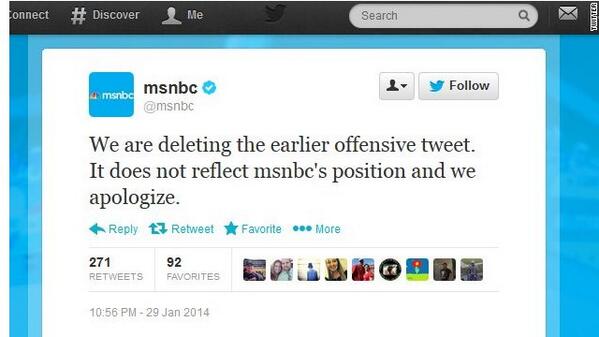 Connect # Discover Me Search
TWITTER
msnbc
msnbc
@msnbc
Follow
We are deleting the earlier offensive tweet.
It does not reflect msnbc's position and we
apologize.
Reply Retweet Favorite More
271 92
RETWEETS FAVORITES
10:56 PM - 29 Jan 2014